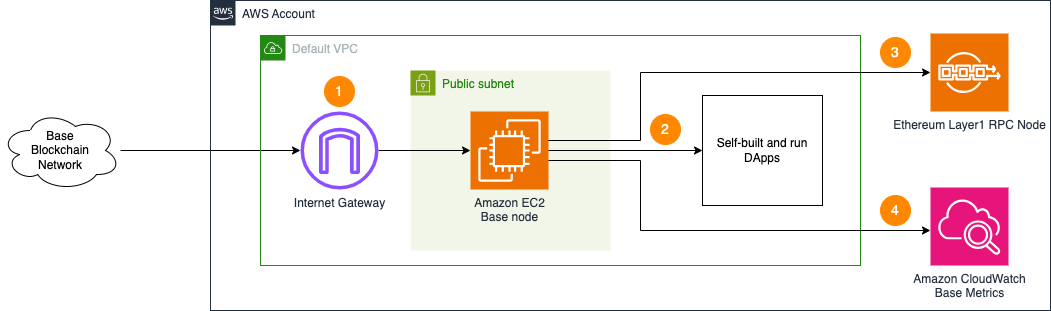 aws
AWS Account
Default VPC
Public subnet
Base
Blockchain
Network
1
Internet Gateway
Amazon EC2
Base node
2
Self-built and run
DApps
3
Ethereum Layer1 RPC Node
4
Amazon CloudWatch
Base Metrics